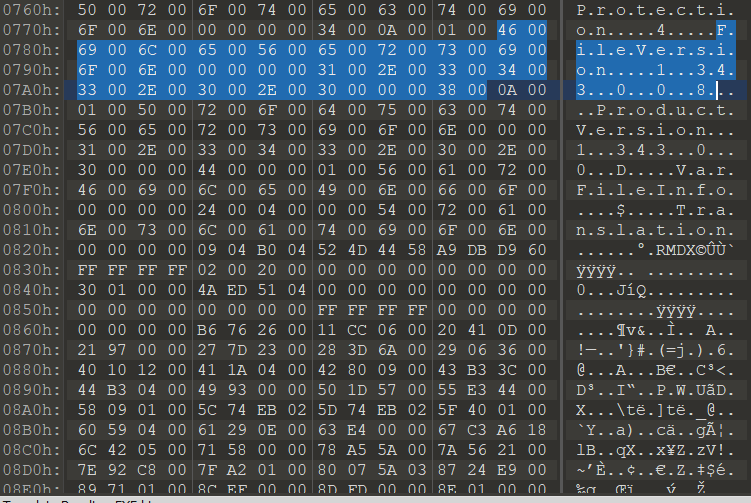 0760h: 50 00 72 00 6F 00 74 00 65 00 63 00 74 00 69 00 P.r.o.t.e.c.t.i.
0770h: 6F 00 6E 00 00 00 00 00 34 00 0A 00 01 00 46 00 o.n.....4.....F.
0780h: 69 00 6C 00 65 00 56 00 65 00 72 00 73 00 69 00 i.l.e.V.e.r.s.i.
0790h: 6F 00 6E 00 00 00 00 00 31 00 2E 00 33 00 34 00 o.n.....1...3.4.
07A0h: 33 00 2E 00 30 00 2E 00 30 00 00 00 38 00 0A 00 3...0...0...8...
07B0h: 01 00 50 00 72 00 6F 00 64 00 75 00 63 00 74 00 ..P.r.o.d.u.c.t.
07C0h: 56 00 65 00 72 00 73 00 69 00 6F 00 6E 00 00 00 V.e.r.s.i.o.n...
07D0h: 31 00 2E 00 33 00 34 00 33 00 2E 00 30 00 2E 00 1...3.4.3...0...
07E0h: 30 00 00 00 44 00 00 00 01 00 56 00 61 00 72 00 0...D.....V.a.r.
07F0h: 46 00 69 00 6C 00 65 00 49 00 6E 00 66 00 6F 00 F.i.l.e.I.n.f.o.
0800h: 00 00 00 00 24 00 04 00 00 00 54 00 72 00 61 00 ....$.....T.r.a.
0810h: 6E 00 73 00 6C 00 61 00 74 00 69 00 6F 00 6E 00 n.s.l.a.t.i.o.n.
0820h: 00 00 00 00 09 04 B0 04 52 4D 44 58 A9 DB D9 60 ......°.RMDX©ÛÙ`
0830h: FF FF FF FF 02 00 20 00 00 00 00 00 00 00 00 00 ÿÿÿÿ.. .........
0840h: 30 01 00 00 4A ED 51 04 00 00 00 00 00 00 00 00 0...JíQ.........
0850h: 00 00 00 00 00 00 00 00 FF FF FF FF 00 00 00 00 ........ÿÿÿÿ....
0860h: 00 00 00 00 B6 76 26 00 11 CC 06 00 20 41 0D 00 ....¶v&..Ì.. A..
0870h: 21 97 00 00 27 7D 23 00 28 3D 6A 00 29 06 36 00 !—..'}#.(=j.).6.
0880h: 40 10 12 00 41 1A 04 00 42 80 09 00 43 B3 3C 00 @...A...B€..C³<.
0890h: 44 B3 04 00 49 93 00 00 50 1D 57 00 55 E3 44 00 D³..I“..P.W.UãD.
08A0h: 58 09 01 00 5C 74 EB 02 5D 74 EB 02 5F 40 01 00 X...\të.]të._@..
08B0h: 60 59 04 00 61 29 0E 00 63 E4 00 00 67 C3 A6 18 `Y..a)..cä..gÃ¦.
08C0h: 6C 42 05 00 71 58 00 00 78 A5 5A 00 7A 56 21 00 lB..qX..x¥Z.zV!.
08D0h: 7E 92 C8 00 7F A2 01 00 80 07 5A 03 87 24 E9 00 ~’È..¢..€.Z.‡$é.
08E0h: 89 71 01 00 8C EF 00 00 8D FD 00 00 8E 01 00 00